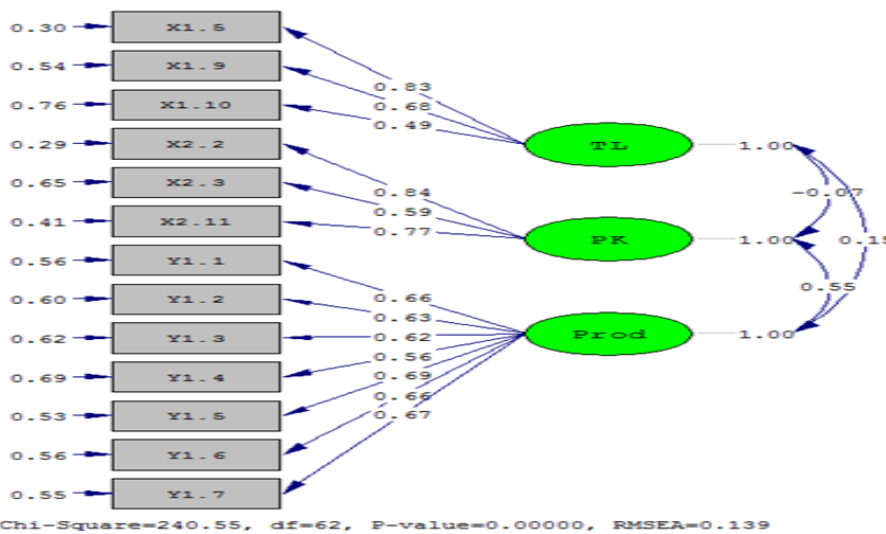 0.30 X1.5
0.54 X1.9 0.83
0.76 X1.10 0.68
0.49
0.29 X2.2 TL 1.00
0.65 X2.3 0.84 -0.07
0.59
0.41 X2.11 0.77 PK 1.00
0.56 Y1.1
0.60 Y1.2 0.66 0.55
0.63
0.62 Y1.3 0.62 Prod 1.00
0.56
0.69 Y1.4 0.69
0.66
0.53 Y1.5 0.67
0.56 Y1.6
0.55 Y1.7
Chi-Square=240.55, df=62, P-value=0.00000, RMSEA=0.139